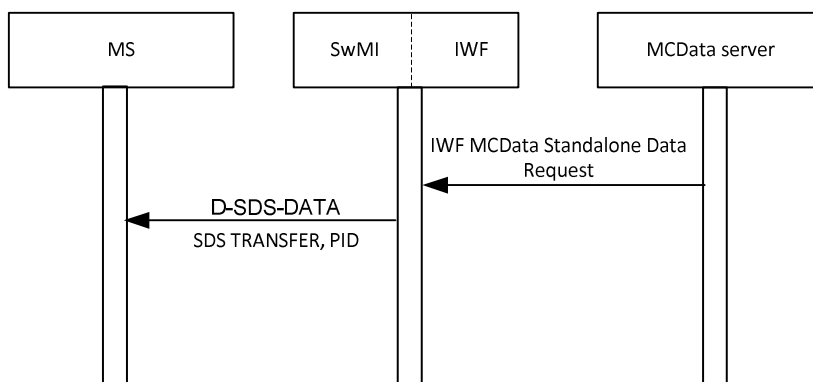 MS
SwMI
IWF
MCData server
IWF MCData Standalone Data
Request
D-SDS-DATA
SDS TRANSFER, PID